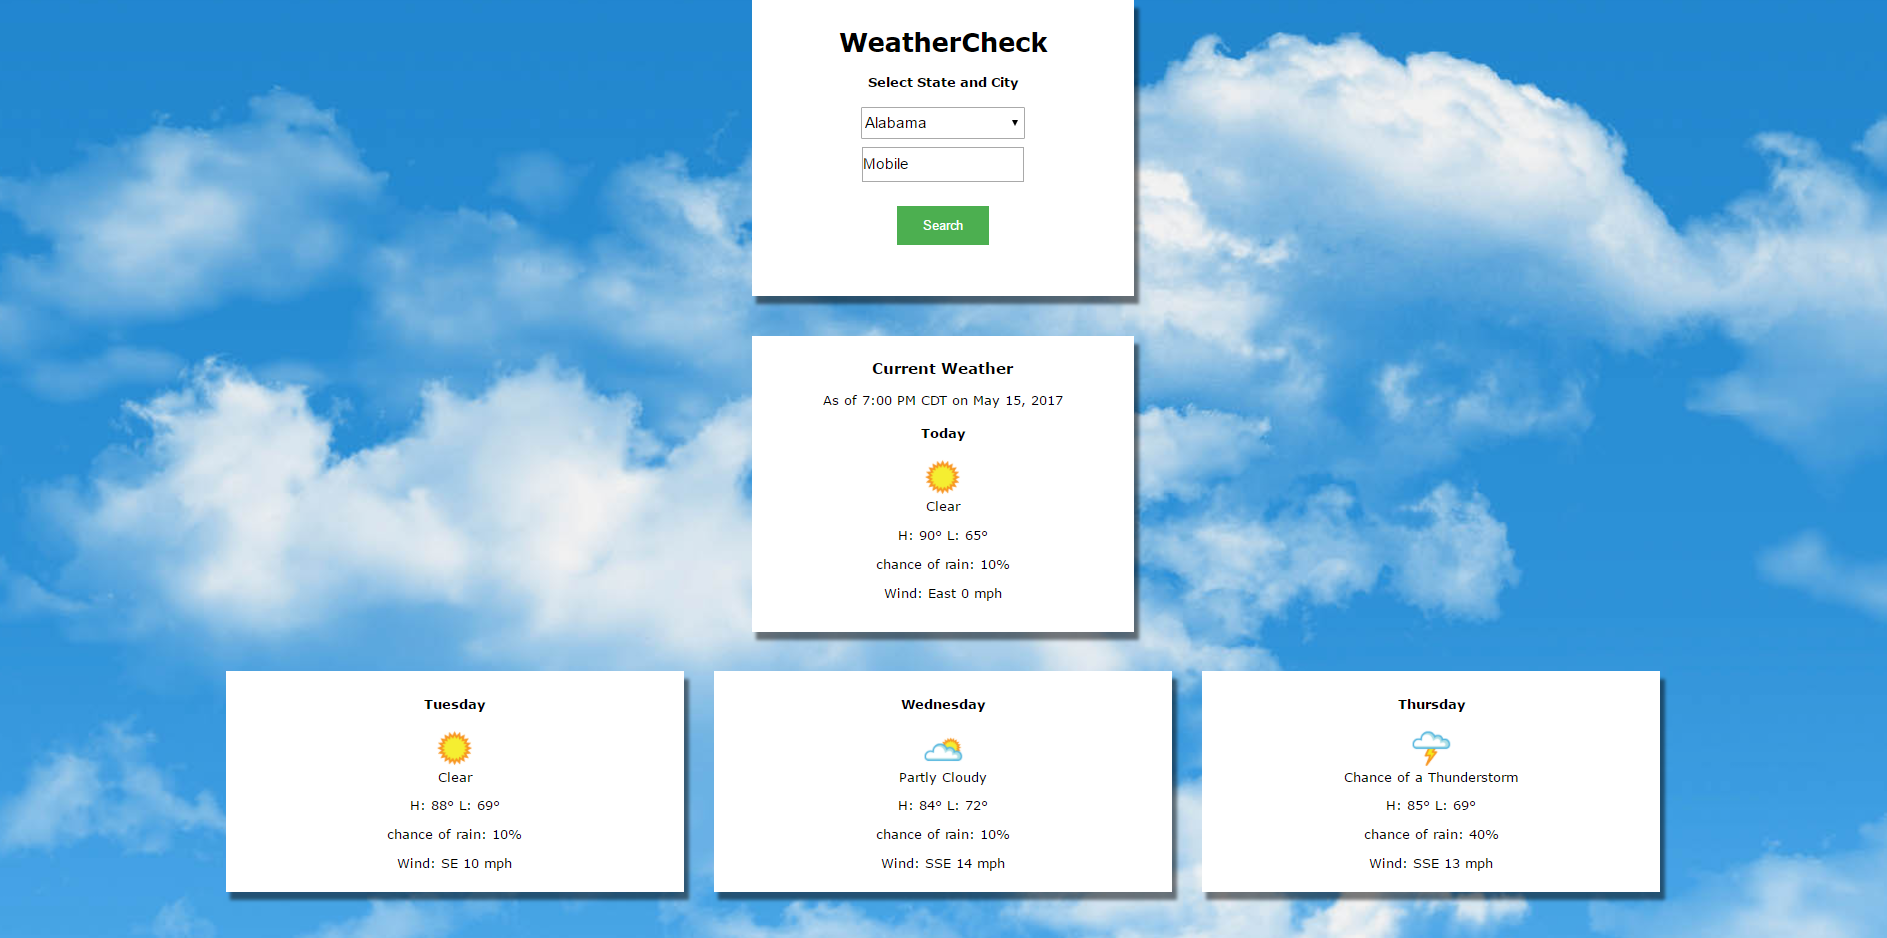 WeatherCheck
Select State and City
Alabama
Mobile
Search
Current Weather
As of 7:00 PM CDT on May 15, 2017
Today
Clear
H: 90° L: 65°
chance of rain: 10%
Wind: East 0 mph
Tuesday
Clear
H: 88° L: 69°
chance of rain: 10%
Wind: SE 10 mph
Wednesday
Partly Cloudy
H: 84° L: 72°
chance of rain: 10%
Wind: SSE 14 mph
Thursday
Chance of a Thunderstorm
H: 85° L: 69°
chance of rain: 40%
Wind: SSE 13 mph